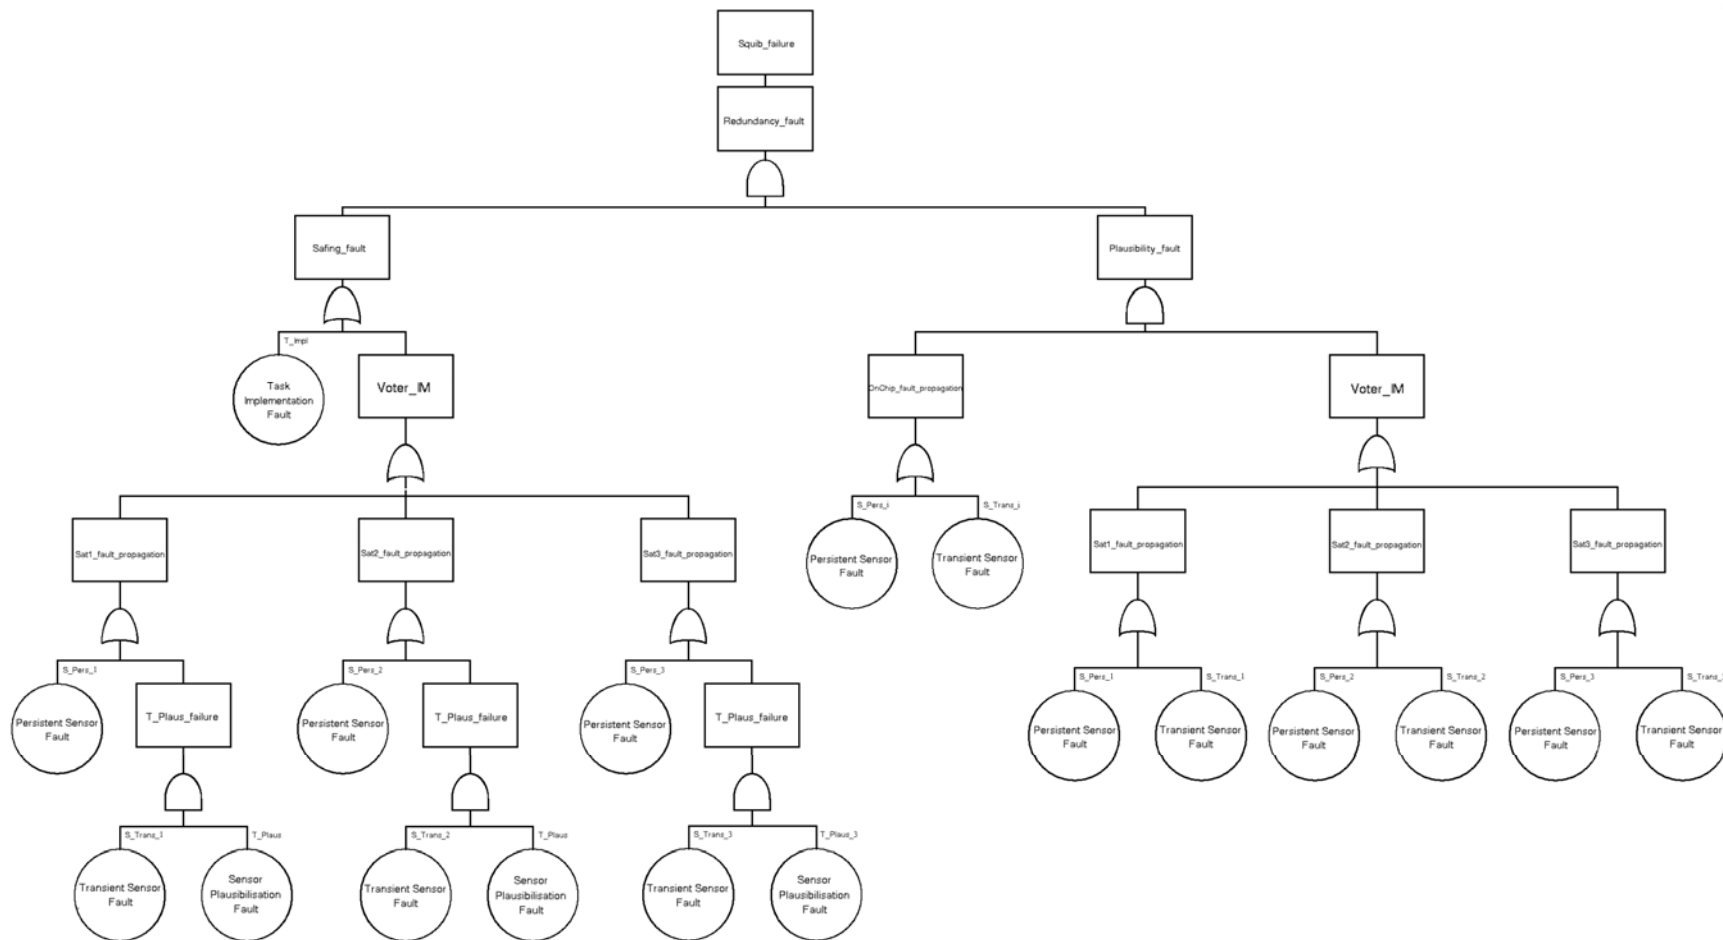 Squib_failure
Redundancy_fault
Safing_fault
Plausibility_fault
T_Impl
Task
Implementation
Fault
Voter_IM
OnChip_fault_propagation
Voter_IM
S_Pers_i
S_Trans_i
Persistent Sensor
Fault
Transient Sensor
Fault
Sat1_fault_propagation
Sat2_fault_propagation
Sat3_fault_propagation
Sat1_fault_propagation
Sat2_fault_propagation
Sat3_fault_propagation
S_Pers_1
S_Pers_2
S_Pers_3
S_Pers_1
S_Trans_1
S_Pers_2
S_Trans_2
S_Pers_3
S_Trans_3
Persistent Sensor
Fault
T_Plaus_failure
Persistent Sensor
Fault
T_Plaus_failure
Persistent Sensor
Fault
T_Plaus_failure
Persistent Sensor
Fault
Transient Sensor
Fault
Persistent Sensor
Fault
Transient Sensor
Fault
Persistent Sensor
Fault
Transient Sensor
Fault
S_Trans_1
T_Plaus
S_Trans_2
T_Plaus
S_Trans_3
T_Plaus_3
Transient Sensor
Fault
Sensor
Plausibilisation
Fault
Transient Sensor
Fault
Sensor
Plausibilisation
Fault
Transient Sensor
Fault
Sensor
Plausibilisation
Fault